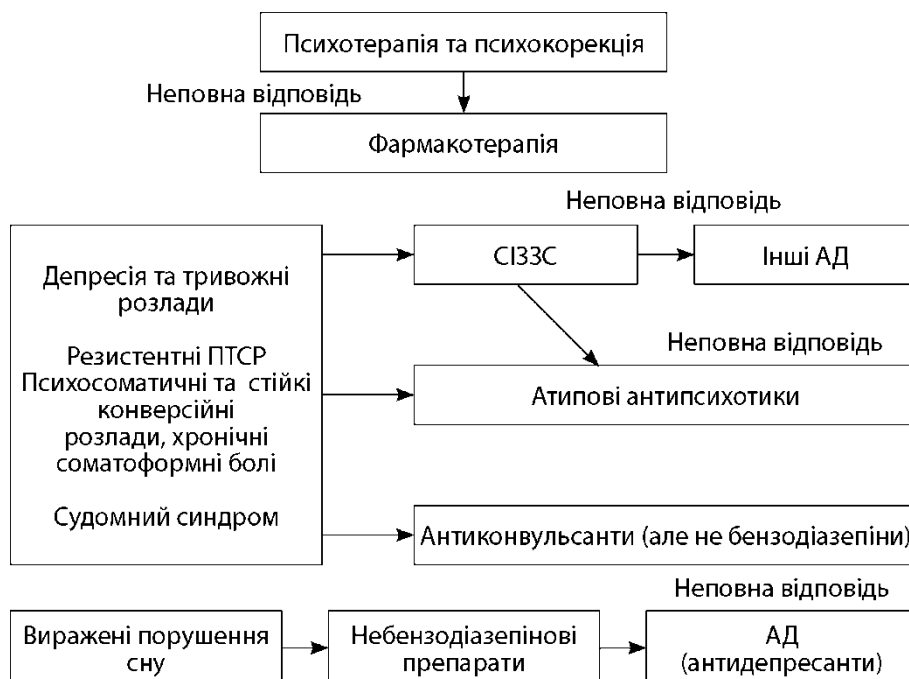 Психотерапія та психокорекція
Неповна відповідь
Фармакотерапія
Неповна відповідь
Депресія та тривожні
розлади
СІЗЗС
Інші АД
Неповна відповідь
Резистентні ПТСР
Психосоматичні та стійкі
конверсійні
розлади, хронічні
соматоформні болі
Атипові антипсихотики
Судомний синдром
Антиконвульсанти (але не бензодіазепіни)
Неповна відповідь
Виражені порушення
сну
Небензодіазепінові
препарати
АД
(антидепресанти)